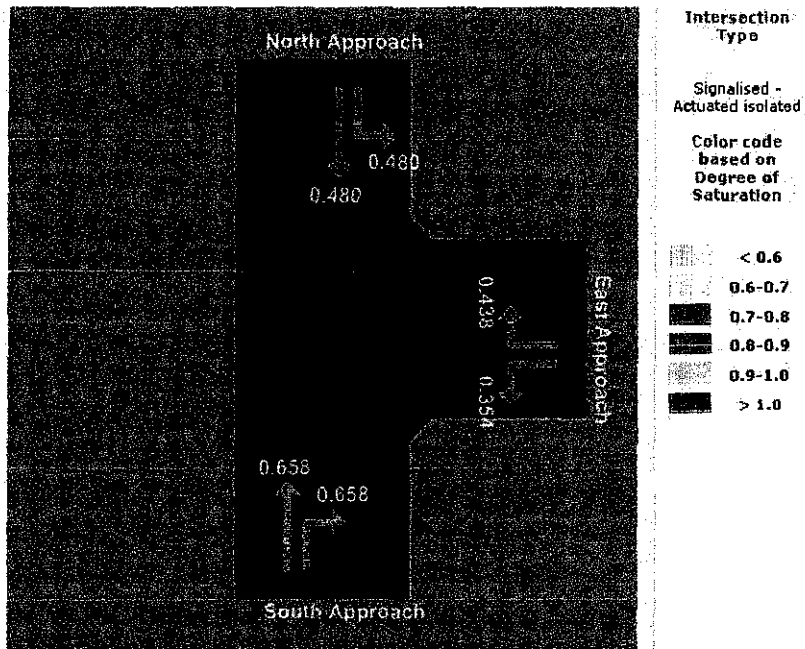 North Approach
0.480
0.480
0.438
East Approach
0.354
0.658
0.658
South Approach
Intersection
Type
Signalised -
Actuated isolated
Color code
based on
Degree of
Saturation
< 0.6
0.6-0.7
0.7-0.8
0.8-0.9
0.9-1.0
> 1.0